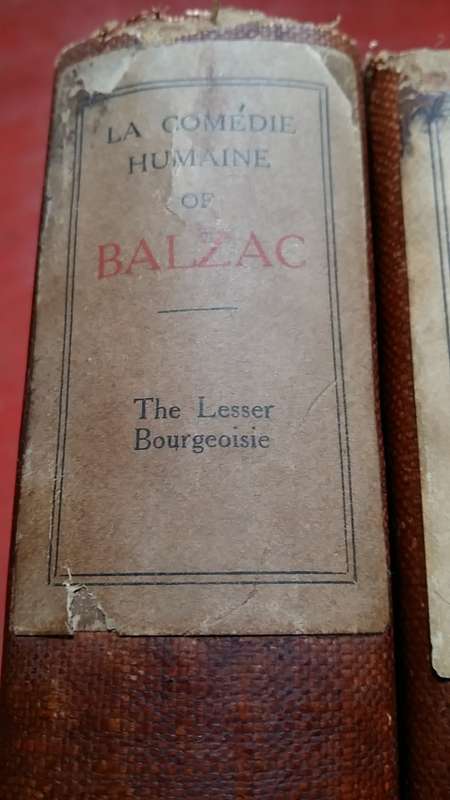 LA COMÉDIE
HUMAINE
OF
BALZAC
The Lesser
Bourgeoisie